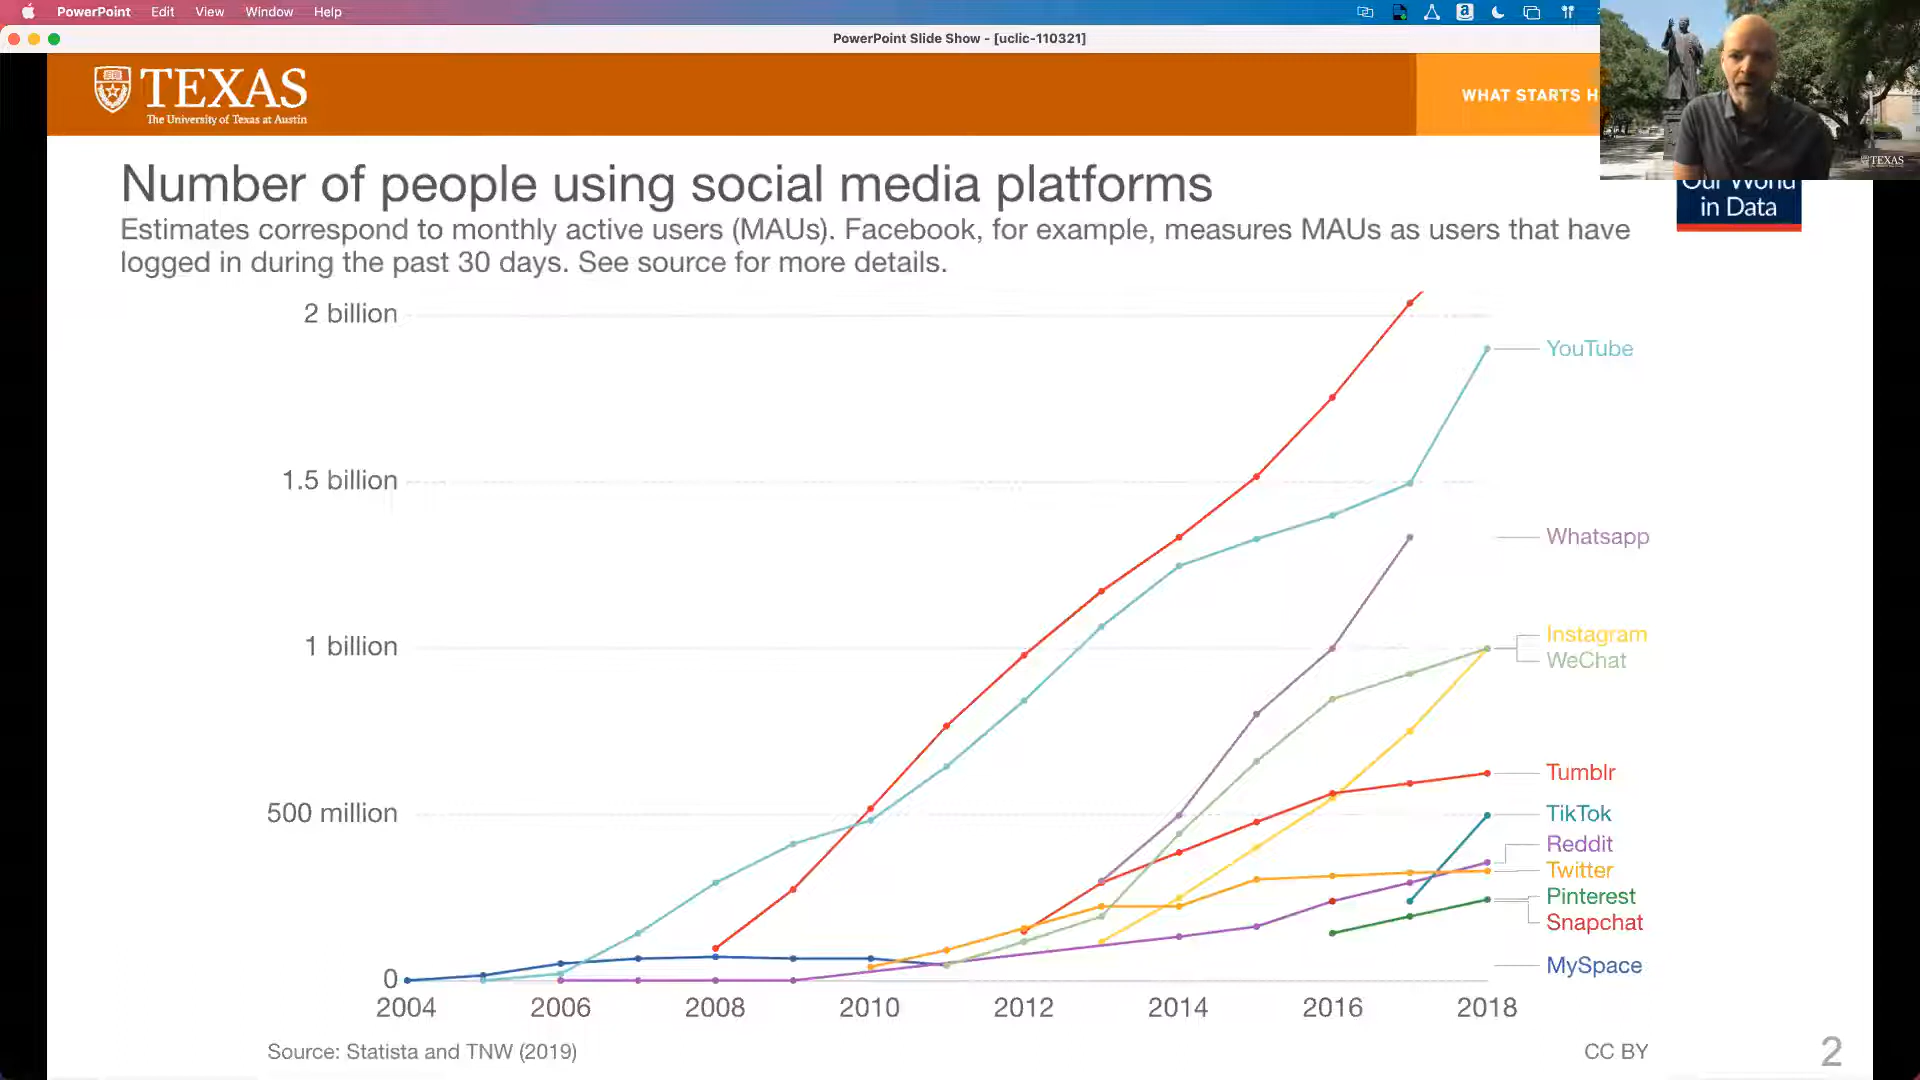 PowerPoint Edit View Window Help
PowerPoint Slide Show - [uclic-110321]
TEXAS
The University of Texas at Austin
WHAT STARTS H
TEXAS
Number of people using social media platforms
Our World
in Data
Estimates correspond to monthly active users (MAUs). Facebook, for example, measures MAUs as users that have
logged in during the past 30 days. See source for more details.
2 billion
1.5 billion
1 billion
500 million
0
YouTube
Whatsapp
Instagram
WeChat
Tumblr
TikTok
Reddit
Twitter
Pinterest
Snapchat
MySpace
2004 2006 2008 2010 2012 2014 2016 2018
Source: Statista and TNW (2019)
CC BY
2